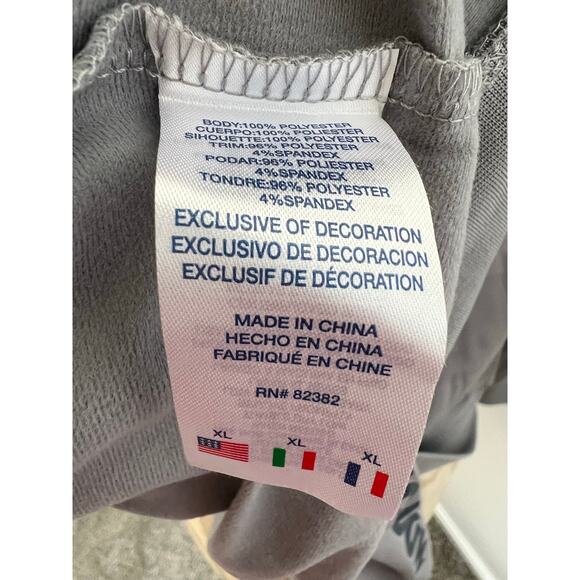 BODY:100% POLYESTER
CUERPO:100% POLIESTER
SIHOUETTE:100% POLYESTER
TRIM:96% POLYESTER
4%SPANDEX
PODAR:96% POLIESTER
4%SPANDEX
TONDRE:96% POLYESTER
4%SPANDEX
EXCLUSIVE OF DECORATION
EXCLUSIVO DE DECORACION
EXCLUSIF DE DÉCORATION
MADE IN CHINA
HECHO EN CHINA
FABRIQUÉ EN CHINE
RN# 82382
XL XL XL